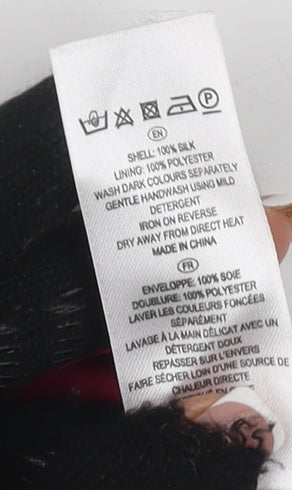 P
EN
SHELL: 100% SILK
LINING: 100% POLYESTER
WASH DARK COLOURS SEPARATELY
GENTLE HANDWASH USING MILD
DETERGENT
IRON ON REVERSE
DRY AWAY FROM DIRECT HEAT
MADE IN CHINA
FR
ENVELOPPE: 100% SOIE
DOUBLURE: 100% POLYESTER
LAVER LES COULEURS FONCÉES
SÉPARÉMENT
LAVAGE À LA MAIN DÉLICAT AVEC UN
DÉTERGENT DOUX
REPASSER SUR L'ENVERS
FAIRE SÉCHER LOIN D'UNE SOURCE DE
CHALEUR DIRECTE